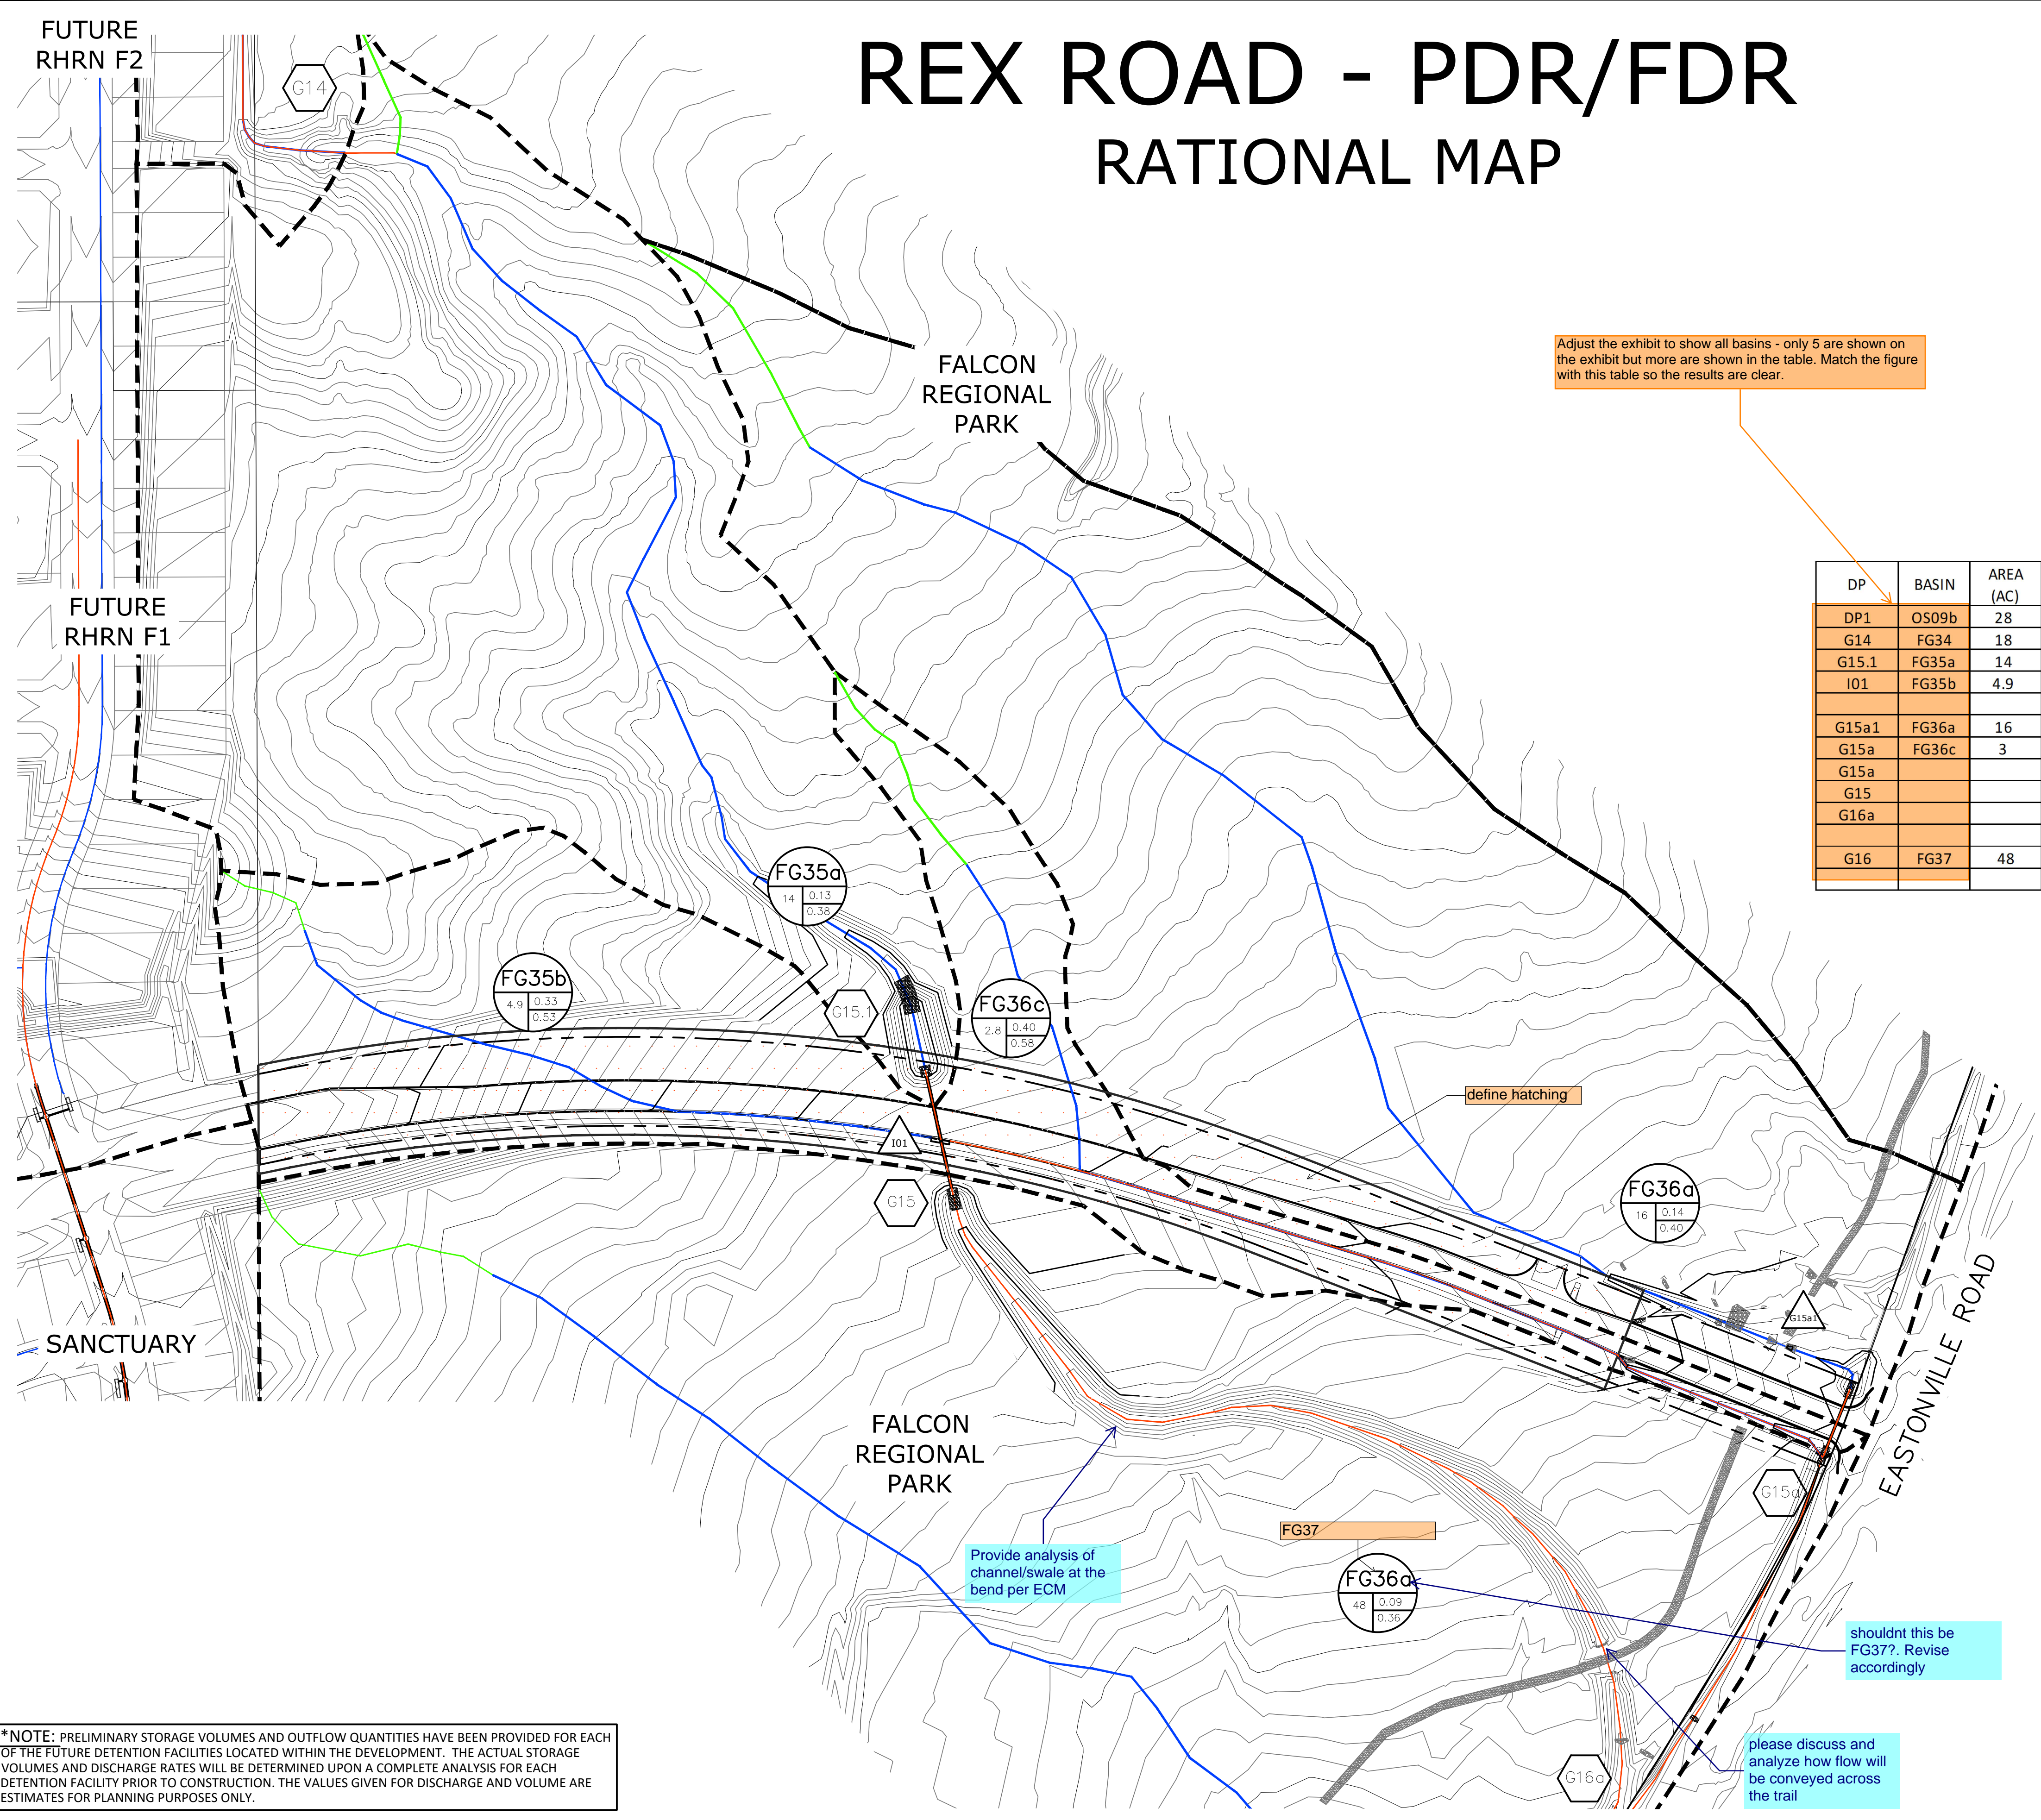 REX ROAD - PDR/FDR
RATIONAL MAP
FUTURE
RHRN F2
G14
FALCON
REGIONAL
PARK
Adjust the exhibit to show all basins - only 5 are shown on
the exhibit but more are shown in the table. Match the figure
with this table so the results are clear.
DP BASIN AREA (AC)
DP1 OS09b 28
G14 FG34 18
G15.1 FG35a 14
I01 FG35b 4.9
G15a1 FG36a 16
G15a FG36c 3
G15a
G15
G16a
G16 FG37 48
FUTURE
RHRN F1
FG35a
14 0.13
0.38
FG35b
4.9 0.33
0.53
G15.1
FG36c
2.8 0.40
0.58
define hatching
I01
G15
FG36a
16 0.14
0.40
G15a1
EASTONVILLE ROAD
SANCTUARY
FALCON
REGIONAL
PARK
G15a
FG37
Provide analysis of
channel/swale at the
bend per ECM
FG36a
48 0.09
0.36
shouldnt this be
FG37?. Revise
accordingly
please discuss and
analyze how flow will
be conveyed across
the trail
G16a
*NOTE: PRELIMINARY STORAGE VOLUMES AND OUTFLOW QUANTITIES HAVE BEEN PROVIDED FOR EACH
OF THE FUTURE DETENTION FACILITIES LOCATED WITHIN THE DEVELOPMENT. THE ACTUAL STORAGE
VOLUMES AND DISCHARGE RATES WILL BE DETERMINED UPON A COMPLETE ANALYSIS FOR EACH
DETENTION FACILITY PRIOR TO CONSTRUCTION. THE VALUES GIVEN FOR DISCHARGE AND VOLUME ARE
ESTIMATES FOR PLANNING PURPOSES ONLY.